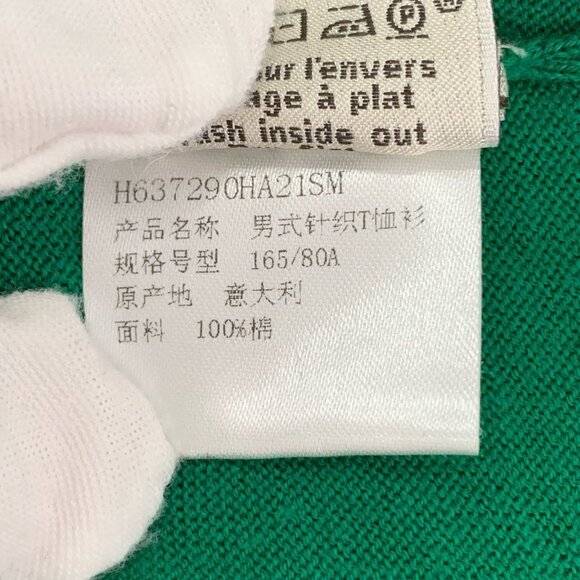 P
sur l'envers
age à plat
ash inside out
H637290HA21SM
产品名称 男式针织T恤衫
规格号型 165/80A
原产地 意大利
面料 100%棉